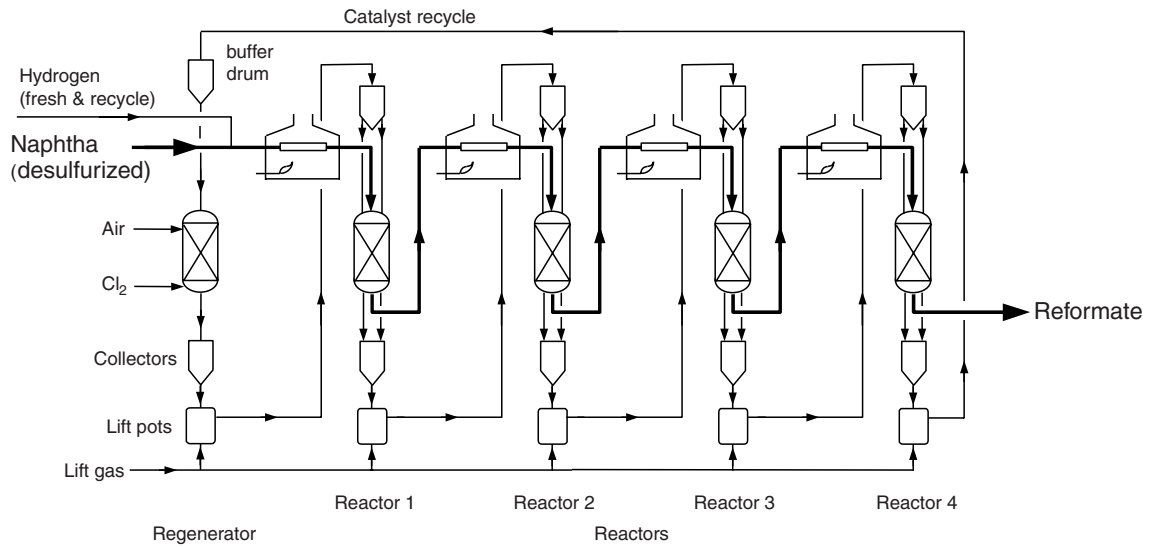 Catalyst recycle
buffer
drum
Hydrogen
(fresh & recycle)
Naphtha
(desulfurized)
Air
Cl₂
Reformate
Collectors
Lift pots
Lift gas
Reactor 1
Reactor 2
Reactor 3
Reactor 4
Regenerator
Reactors